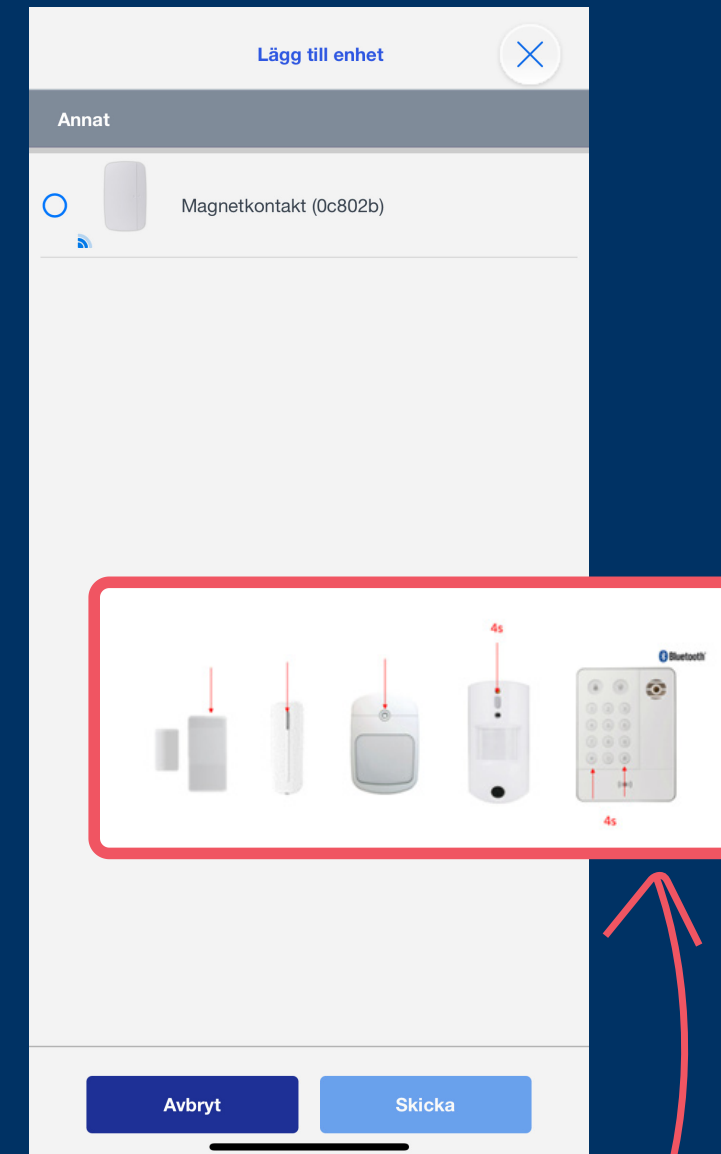 Lägg till enhet
Annat
Magnetkontakt (0c802b)
4s
Bluetooth
4s
Avbryt
Skicka